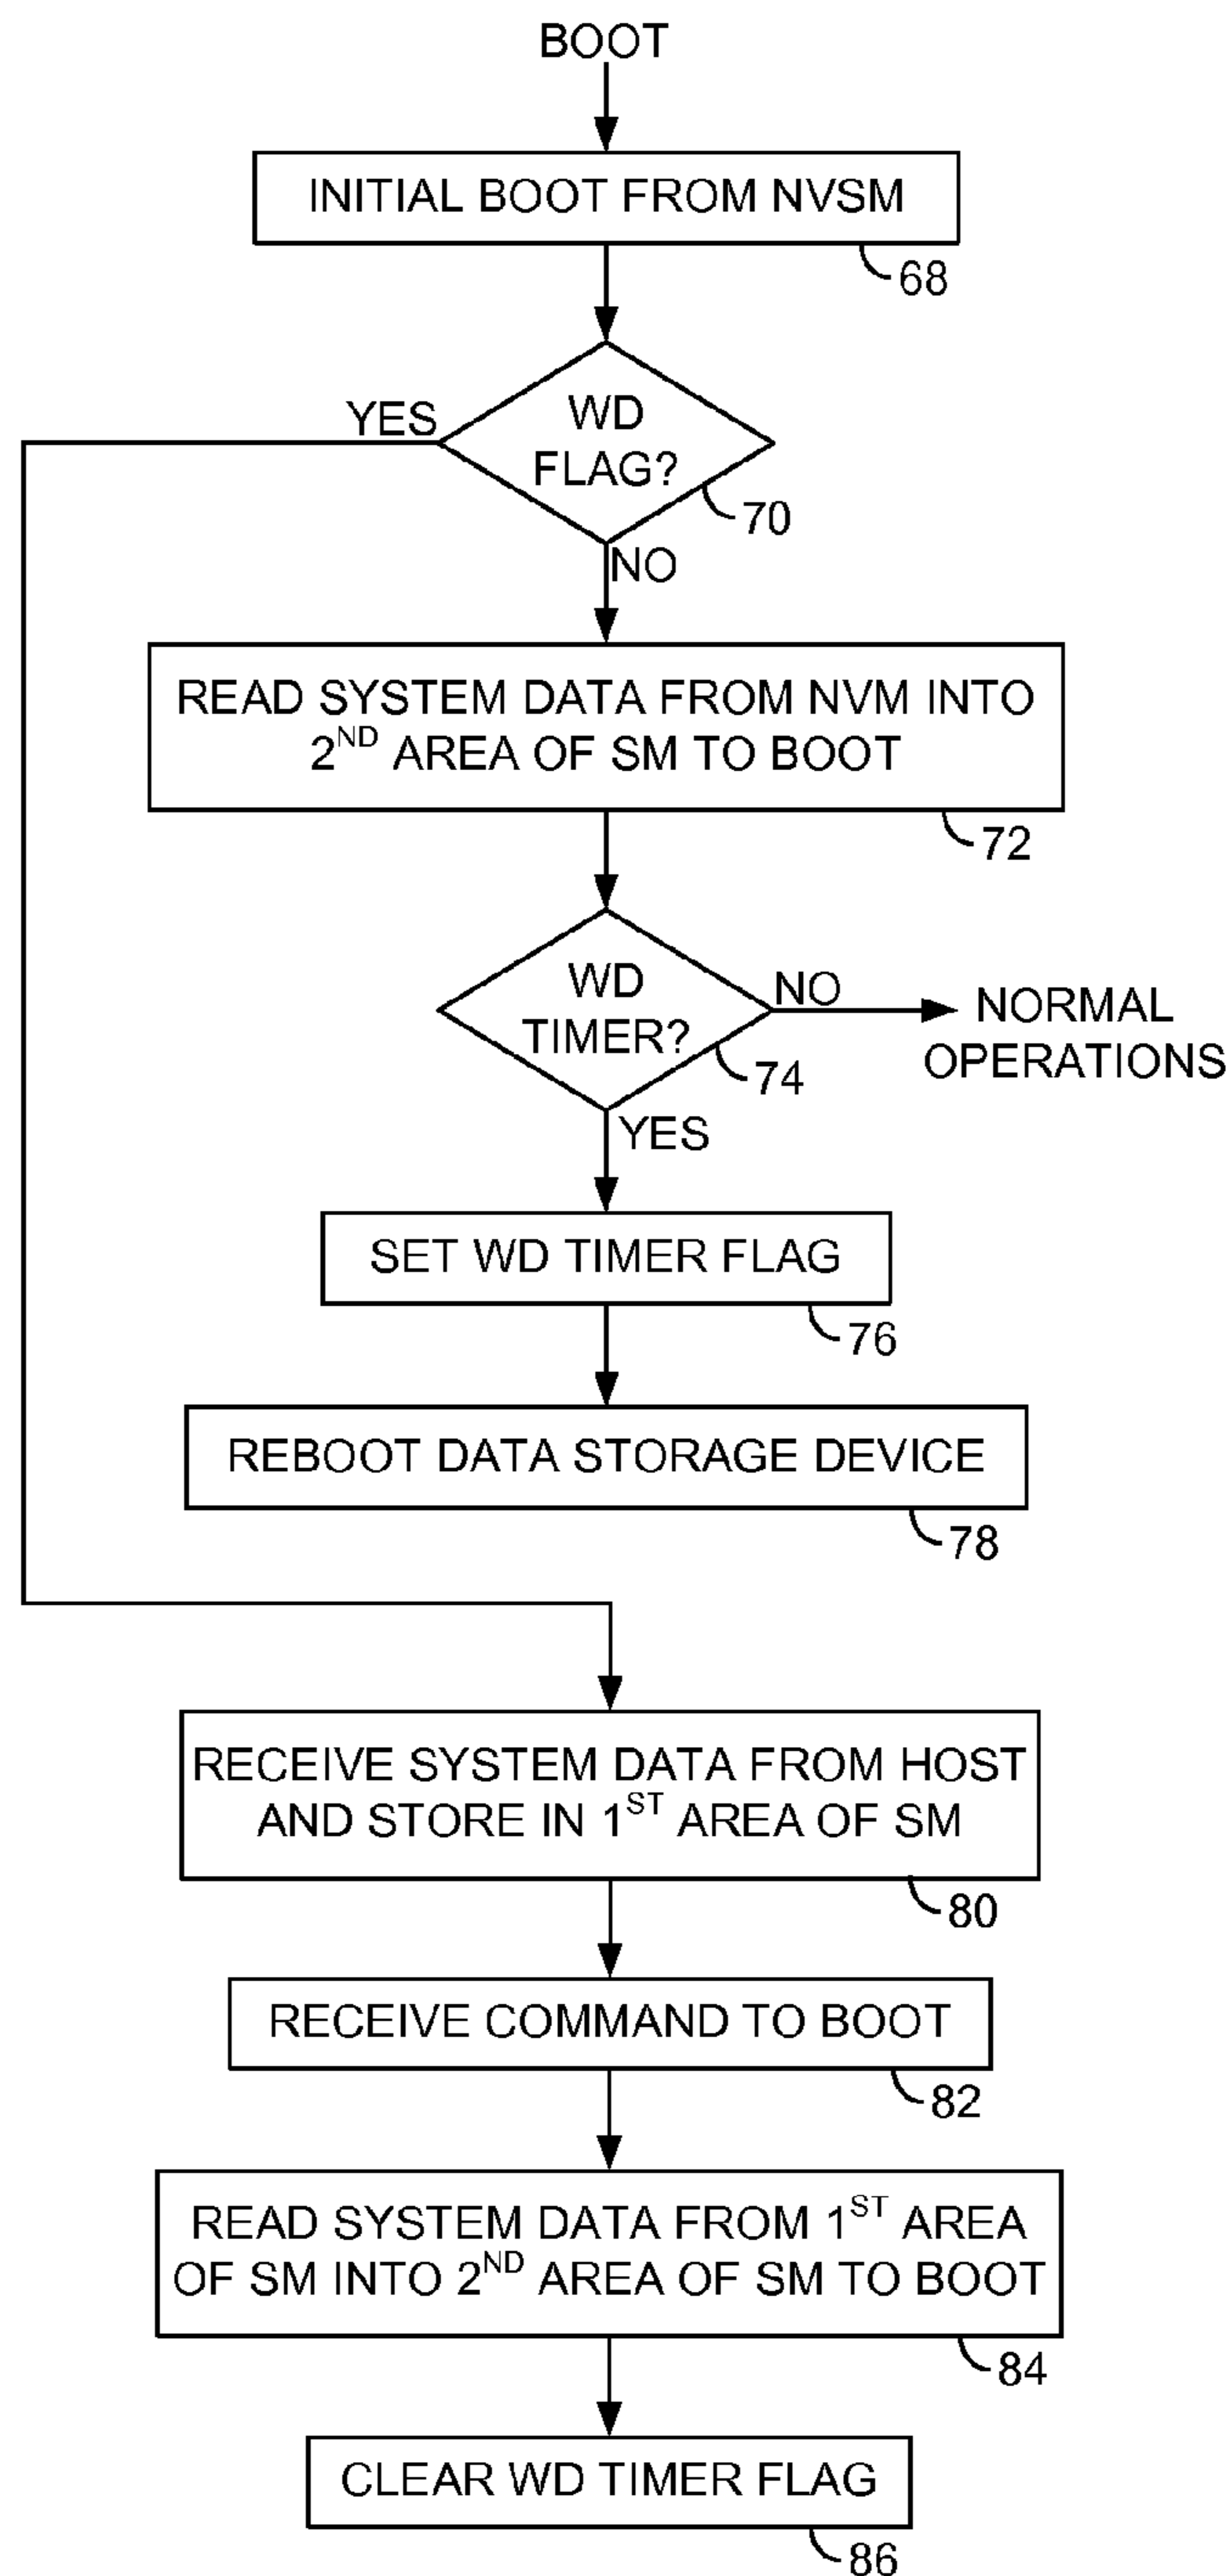 BOOT
INITIAL BOOT FROM NVSM
68
YES
WD
FLAG?
70
NO
READ SYSTEM DATA FROM NVM INTO
2ND AREA OF SM TO BOOT
72
WD
TIMER?
74
NO
NORMAL
OPERATIONS
YES
SET WD TIMER FLAG
76
REBOOT DATA STORAGE DEVICE
78
RECEIVE SYSTEM DATA FROM HOST
AND STORE IN 1ST AREA OF SM
80
RECEIVE COMMAND TO BOOT
82
READ SYSTEM DATA FROM 1ST AREA
OF SM INTO 2ND AREA OF SM TO BOOT
84
CLEAR WD TIMER FLAG
86